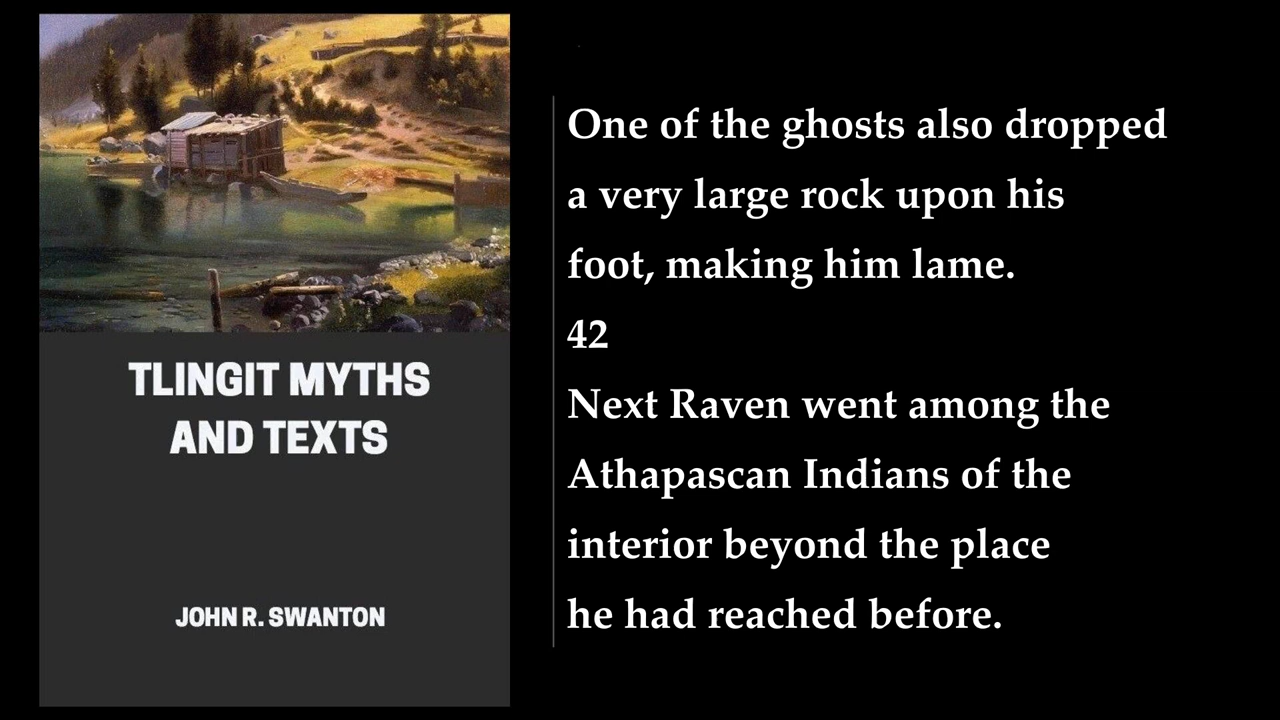 TLINGIT MYTHS
AND TEXTS
JOHN R. SWANTON
One of the ghosts also dropped
a very large rock upon his
foot, making him lame.
42
Next Raven went among the
Athapascan Indians of the
interior beyond the place
he had reached before.